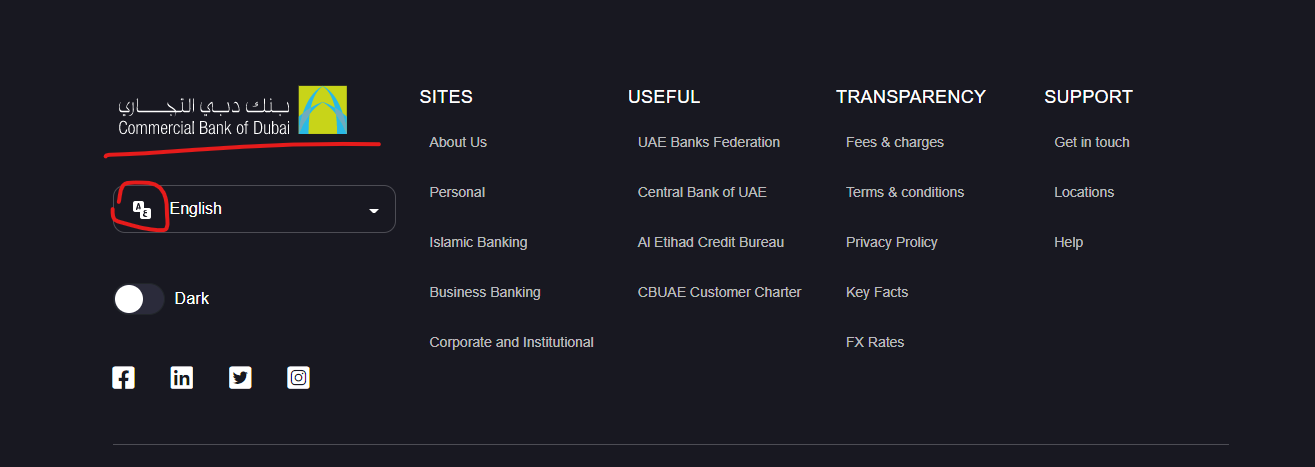 بنك دبي التجاري
Commercial Bank of Dubai
A ع English
Dark
SITES
About Us
Personal
Islamic Banking
Business Banking
Corporate and Institutional
USEFUL
UAE Banks Federation
Central Bank of UAE
Al Etihad Credit Bureau
CBUAE Customer Charter
TRANSPARENCY
Fees & charges
Terms & conditions
Privacy Prolicy
Key Facts
FX Rates
SUPPORT
Get in touch
Locations
Help